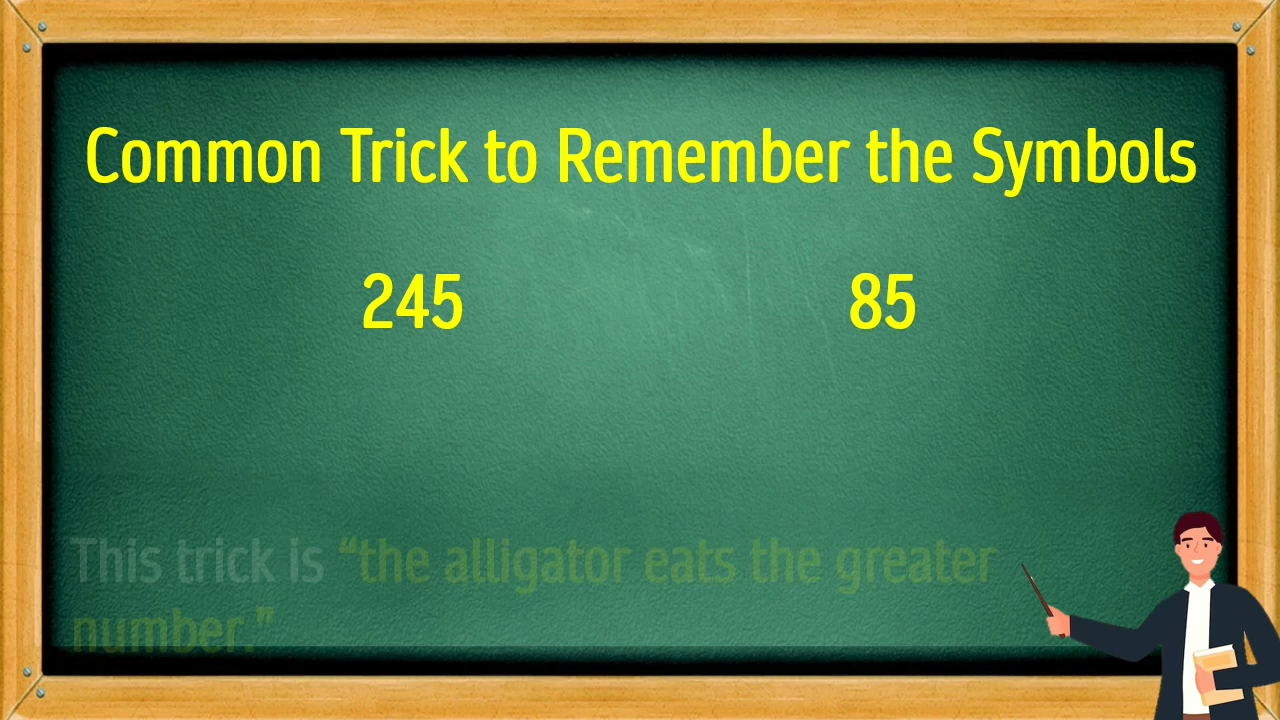 Common Trick to Remember the Symbols
245 85
This trick is “the alligator eats the greater
number.”